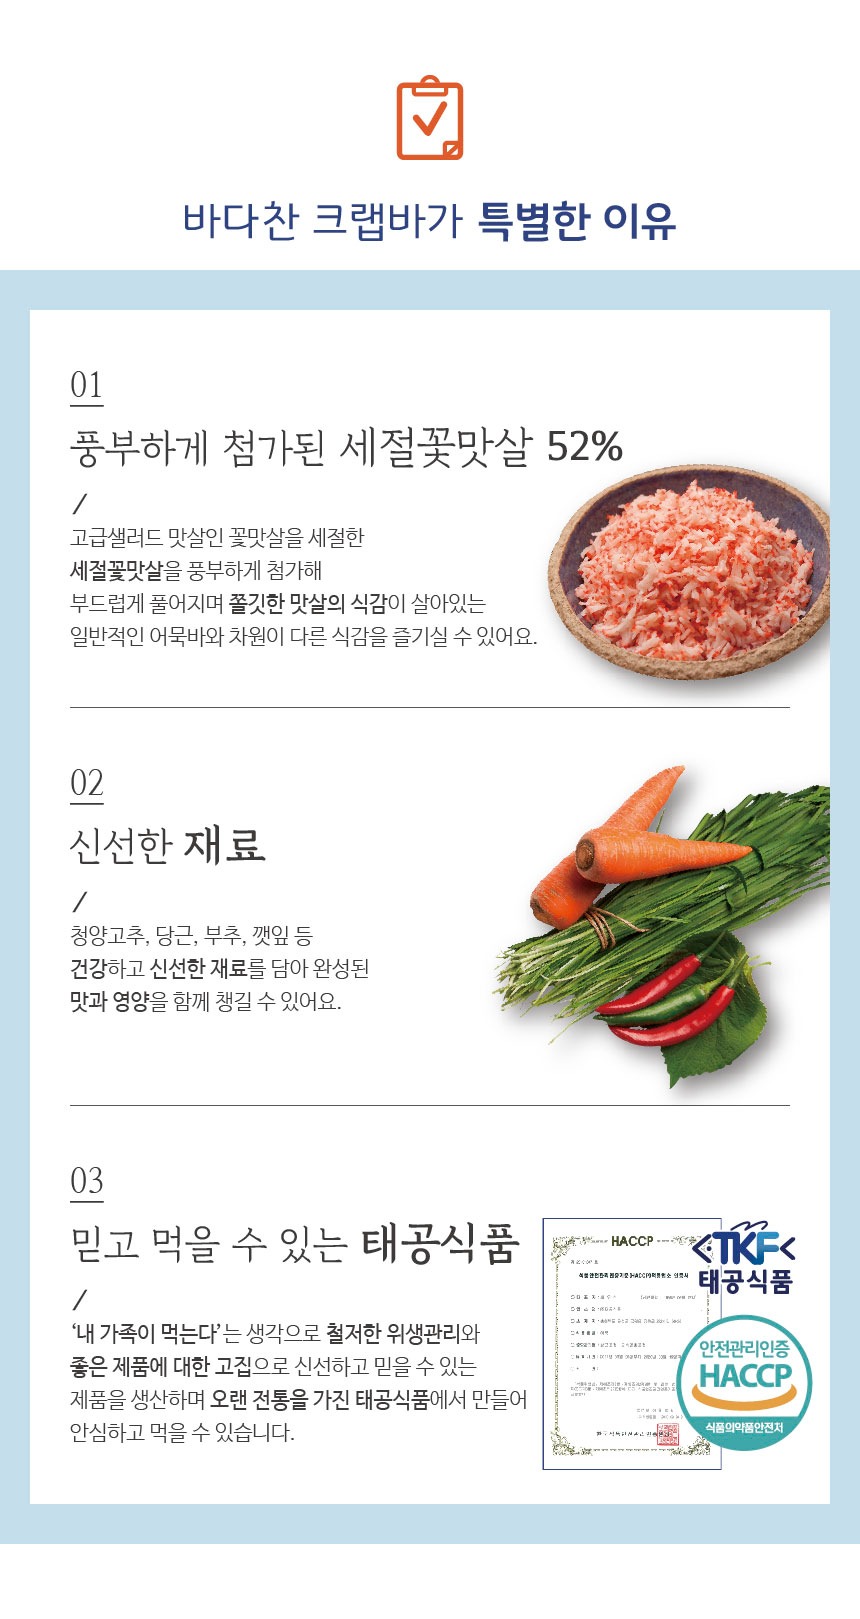 바다찬 크랩바가 특별한 이유
01
풍부하게 첨가된 세절꽃맛살 52%
/
고급샐러드 맛살인 꽃맛살을 세절한
세절꽃맛살을 풍부하게 첨가해
부드럽게 풀어지며 쫄깃한 맛살의 식감이 살아있는
일반적인 어묵바와 차원이 다른 식감을 즐기실 수 있어요.
02
신선한 재료
/
청양고추, 당근, 부추, 깻잎 등
건강하고 신선한 재료를 담아 완성된
맛과 영양을 함께 챙길 수 있어요.
03
믿고 먹을 수 있는 태공식품
/
‘내 가족이 먹는다’는 생각으로 철저한 위생관리와
좋은 제품에 대한 고집으로 신선하고 믿을 수 있는
제품을 생산하며 오랜 전통을 가진 태공식품에서 만들어
안심하고 먹을 수 있습니다.
HACCP
TKF
태공식품
안전관리인증
HACCP
식품의약품안전처